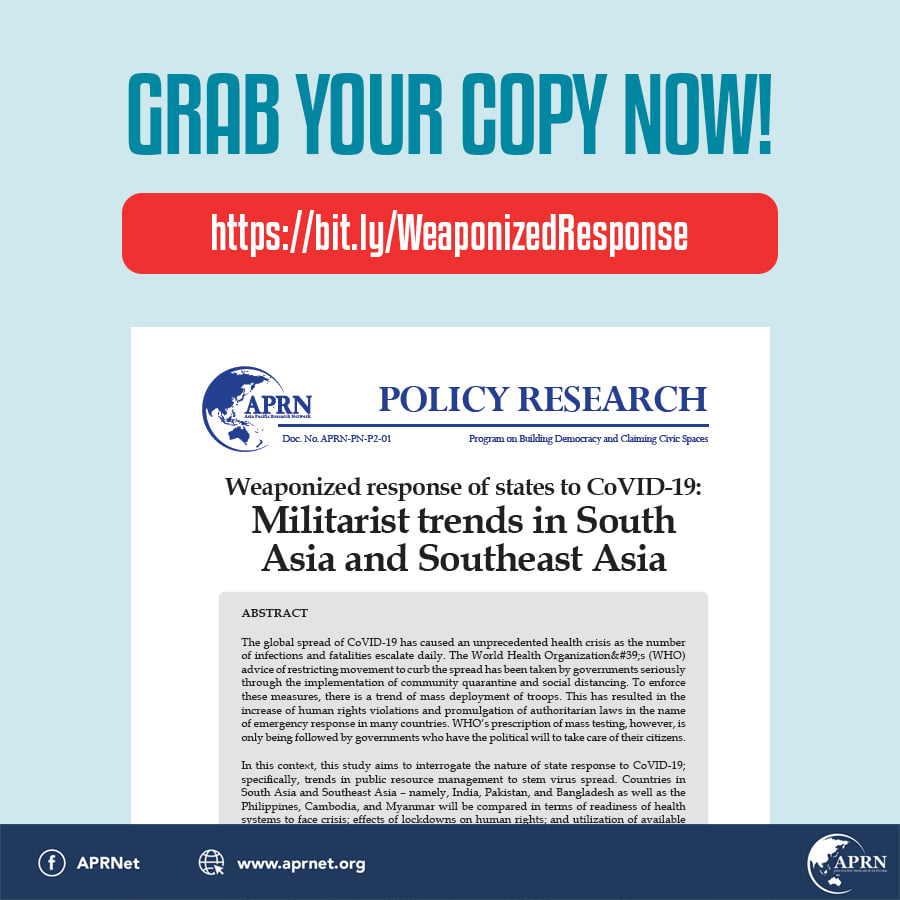 GRAB YOUR COPY NOW!
https://bit.ly/WeaponizedResponse
APRN
Asia Pacific Research Network
POLICY RESEARCH
Doc. No. APRN-PN-P2-01
Program on Building Democracy and Claiming Civic Spaces
Weaponized response of states to CoVID-19:
Militarist trends in South
Asia and Southeast Asia
ABSTRACT
The global spread of CoVID-19 has caused an unprecedented health crisis as the number
of infections and fatalities escalate daily. The World Health Organization&#39;s (WHO)
advice of restricting movement to curb the spread has been taken by governments seriously
through the implementation of community quarantine and social distancing. To enforce
these measures, there is a trend of mass deployment of troops. This has resulted in the
increase of human rights violations and promulgation of authoritarian laws in the name
of emergency response in many countries. WHO's prescription of mass testing, however, is
only being followed by governments who have the political will to take care of their citizens.
In this context, this study aims to interrogate the nature of state response to CoVID-19;
specifically, trends in public resource management to stem virus spread. Countries in
South Asia and Southeast Asia – namely, India, Pakistan, and Bangladesh as well as the
Philippines, Cambodia, and Myanmar will be compared in terms of readiness of health
systems to face crisis; effects of lockdowns on human rights; and utilization of available
APRNet
www.aprnet.org
APRN
ASIA PACIFIC RESEARCH NETWORK